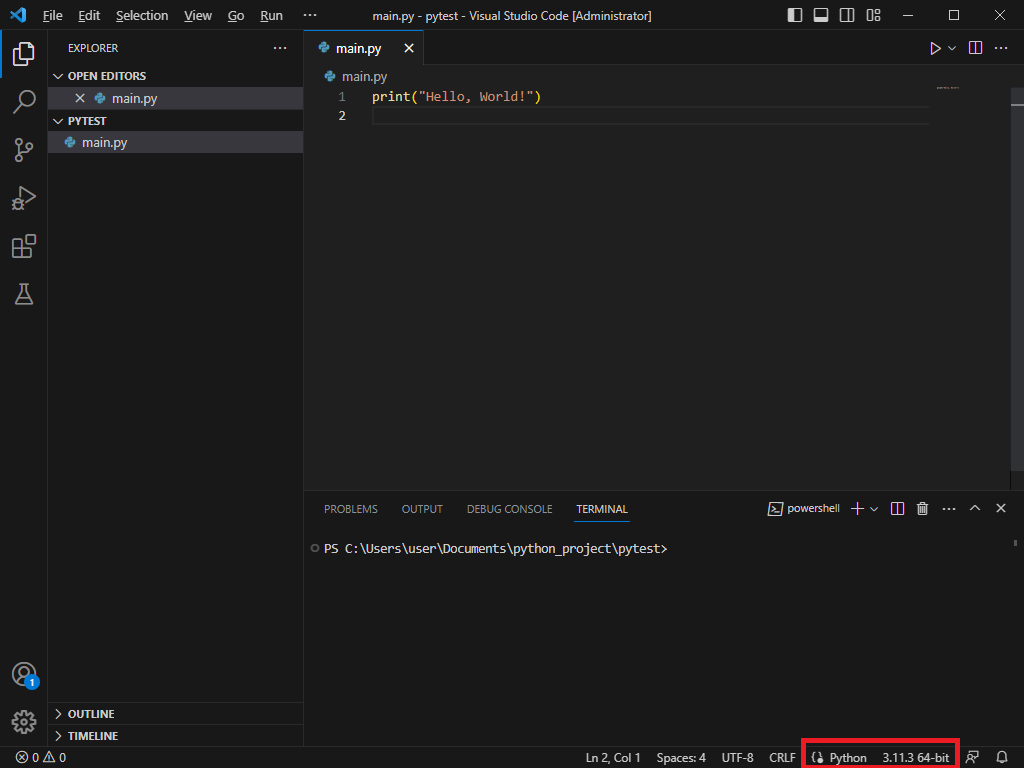 File Edit Selection View Go Run ··· main.py - pytest - Visual Studio Code [Administrator]
EXPLORER ···
main.py
OPEN EDITORS
main.py
main.py
1 print("Hello, World!")
2
PYTEST
main.py
PROBLEMS OUTPUT DEBUG CONSOLE TERMINAL powershell
PS C:\Users\user\Documents\python_project\pytest>
1
OUTLINE
TIMELINE
0 0 Ln 2, Col 1 Spaces: 4 UTF-8 CRLF {} Python 3.11.3 64-bit